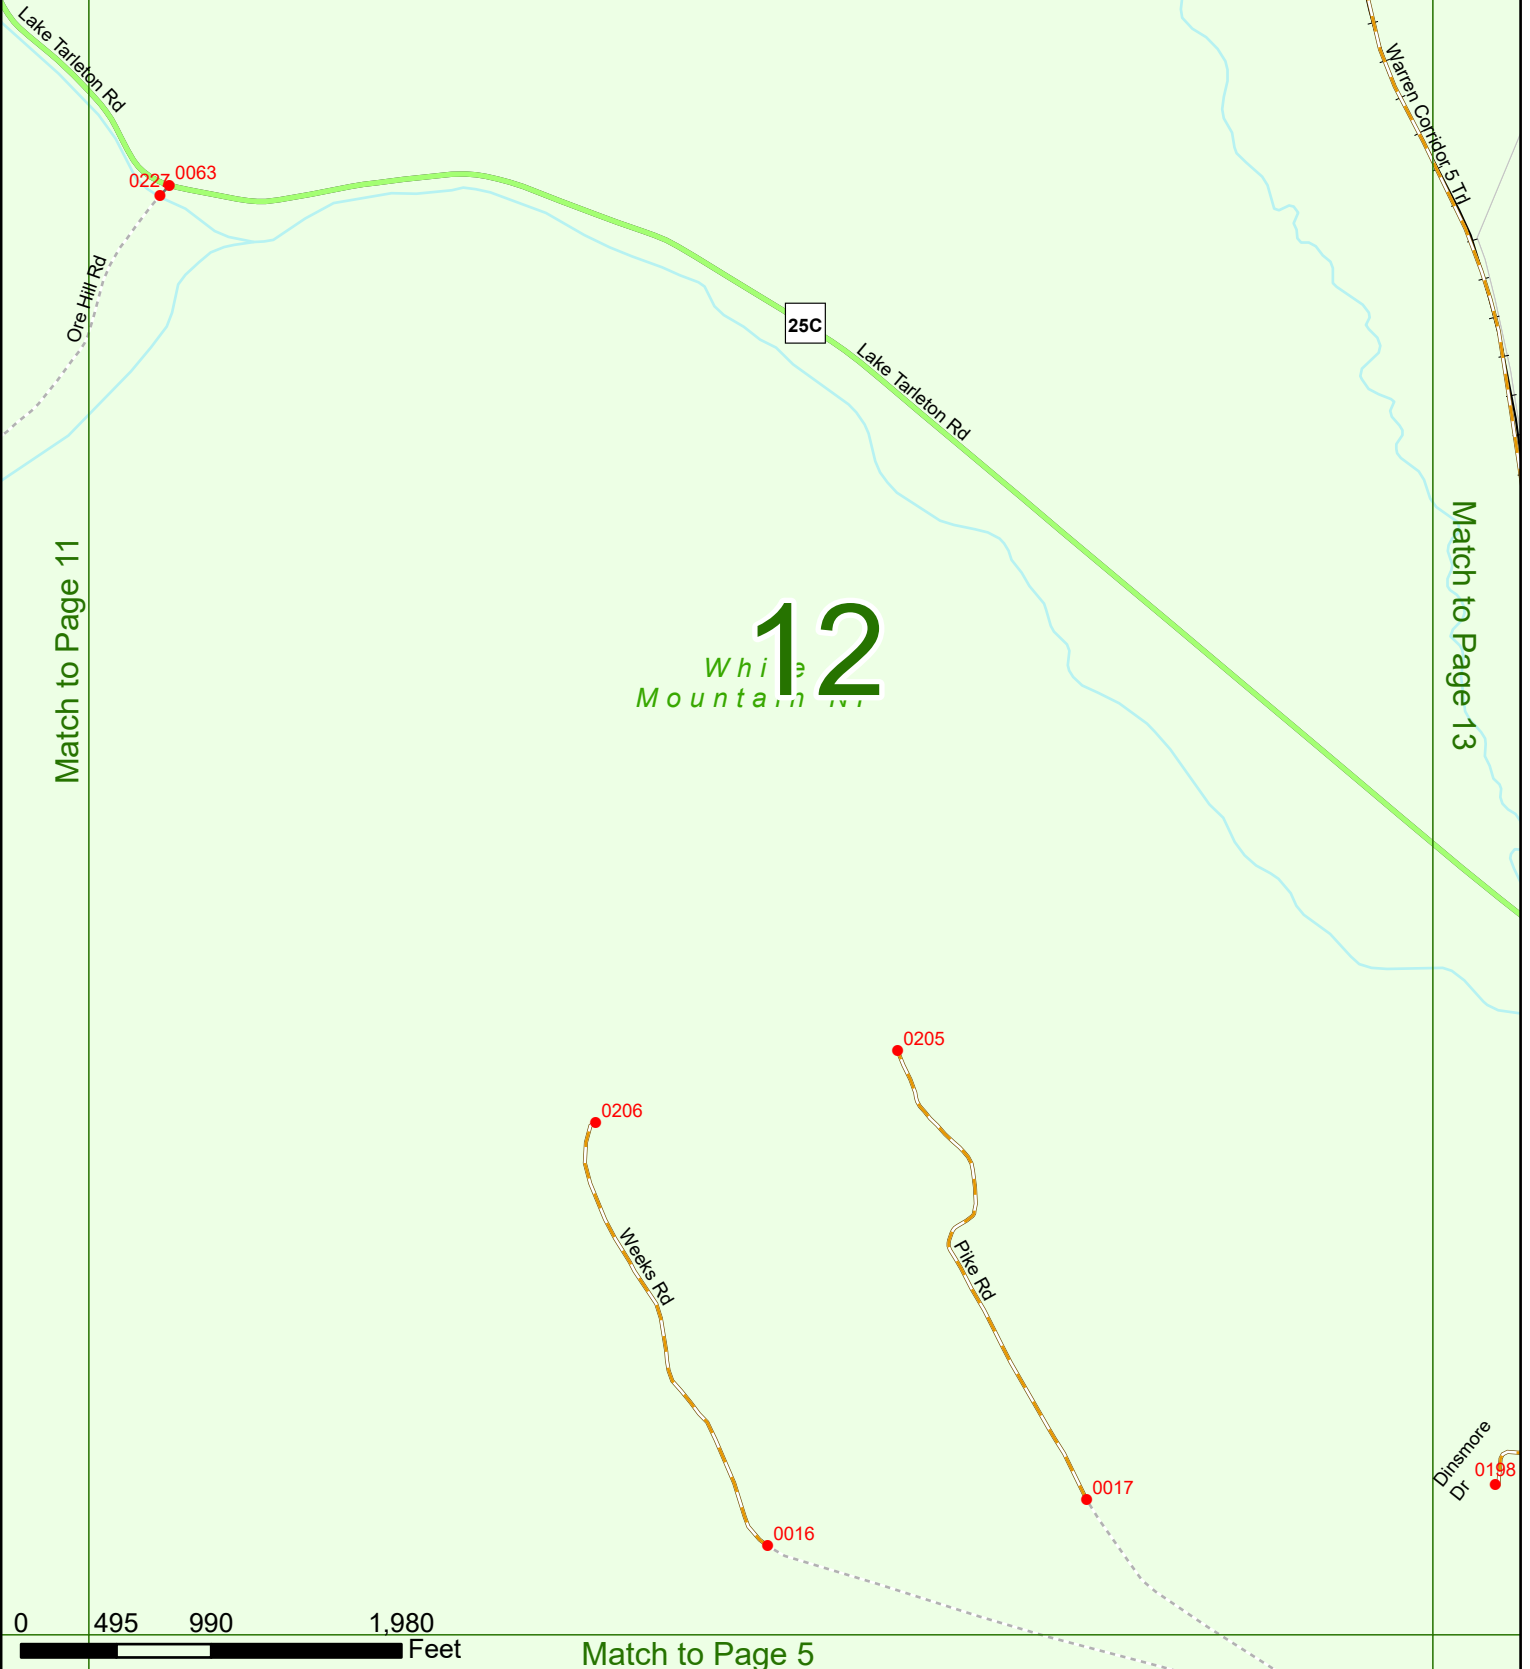 Lake Tarleton Rd
Warren Corridor 5 Trl
0063
0227
Ore Hill Rd
25C
Lake Tarleton Rd
Match to Page 11
Match to Page 13
12
Mountain
0205
0206
Weeks Rd
Pike Rd
Dinsmore
Dr
0198
0017
0016
0 495 990 1,980
Feet
Match to Page 5